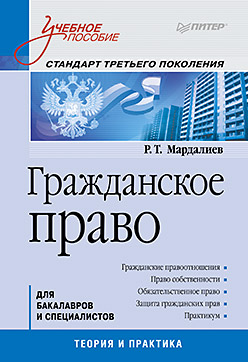 Учебное
пособие
ПИТЕР®
СТАНДАРТ ТРЕТЬЕГО ПОКОЛЕНИЯ
Р. Т. Мардалиев
Гражданское
право
Гражданские правоотношения
Право собственности
Обязательственное право
Защита гражданских прав
Практикум
ДЛЯ
БАКАЛАВРОВ
И СПЕЦИАЛИСТОВ
ТЕОРИЯ И ПРАКТИКА